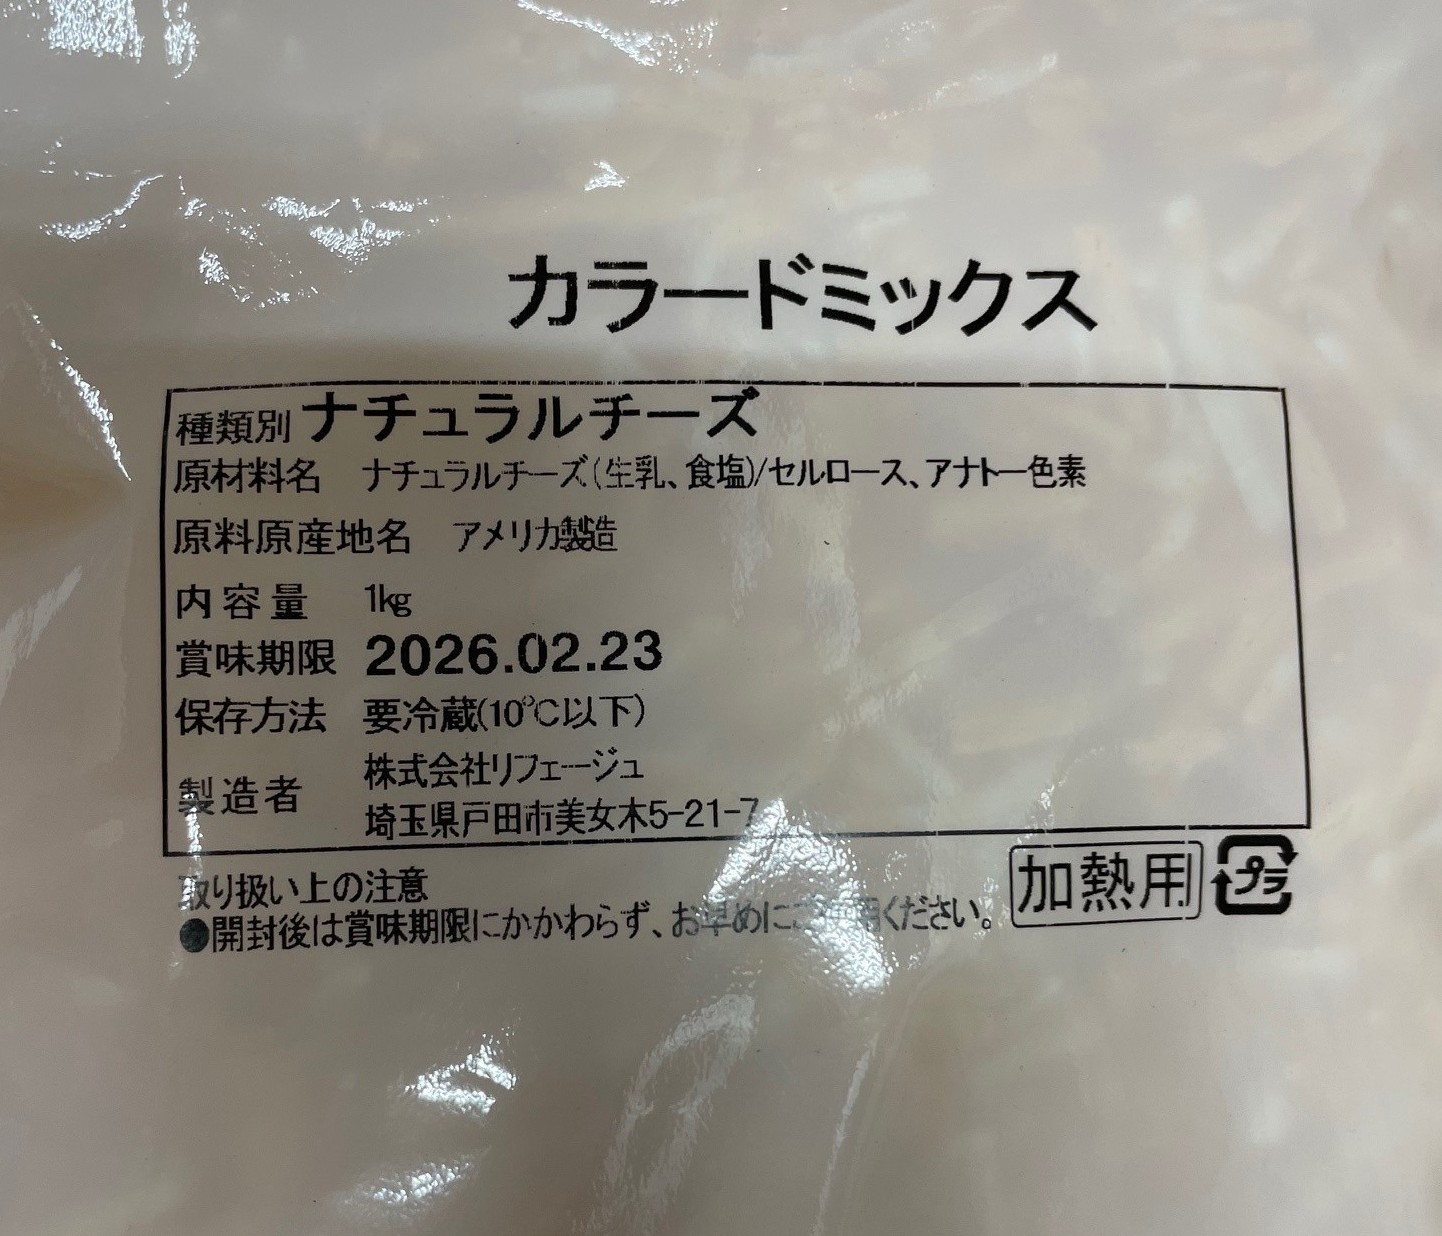 カラードミックス
種類別 ナチュラルチーズ
原材料名 ナチュラルチーズ(生乳、食塩)/セルロース、アナトー色素
原料原産地名 アメリカ製造
内容量 1kg
賞味期限 2026.02.23
保存方法 要冷蔵(10℃以下)
製造者 株式会社リフェージュ
埼玉県戸田市美女木5-21-7
取り扱い上の注意
●開封後は賞味期限にかかわらず、お早めにご使用ください。
加熱用
プラ